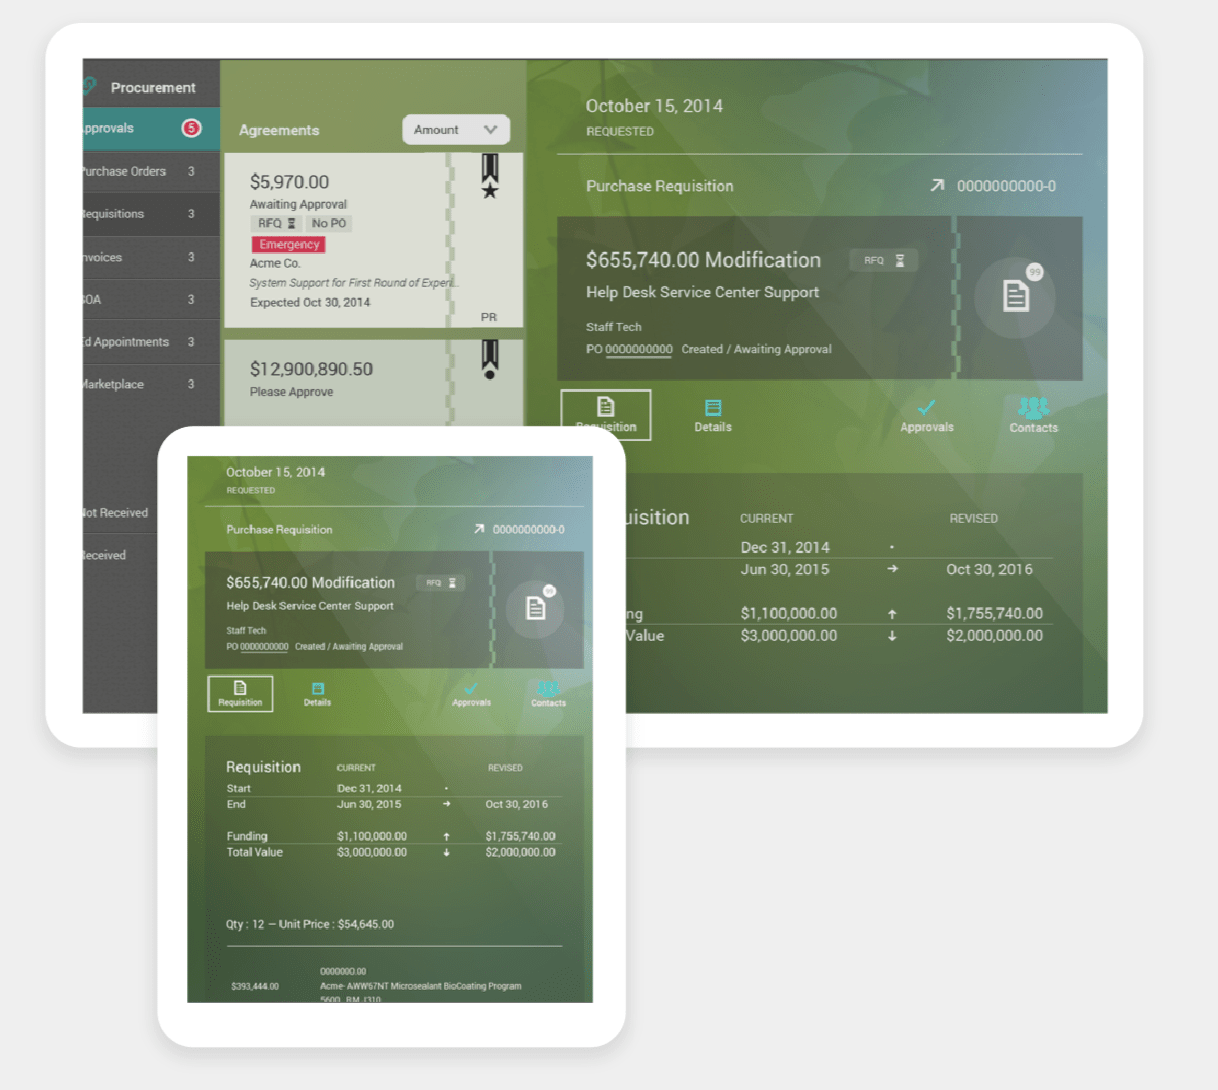 Procurement
pprovals 5
urchase Orders 3
equisitions 3
nvoices 3
OA 3
d Appointments 3
Marketplace 3
ot Received
eceived
Agreements Amount
$5,970.00
Awaiting Approval
RFQ No PO
Emergency
Acme Co.
System Support for First Round of Experi...
Expected Oct 30, 2014
PR
$12,900,890.50
Please Approve
October 15, 2014
REQUESTED
Purchase Requisition 0000000000-0
$655,740.00 Modification RFQ
99
Help Desk Service Center Support
Staff Tech
PO 0000000000 Created / Awaiting Approval
Requisition Details Approvals Contacts
uisition CURRENT REVISED
Dec 31, 2014 ·
Jun 30, 2015 → Oct 30, 2016
ng $1,100,000.00 ↑ $1,755,740.00
Value $3,000,000.00 ↓ $2,000,000.00
October 15, 2014
REQUESTED
Purchase Requisition 0000000000-0
$655,740.00 Modification RFQ
99
Help Desk Service Center Support
Staff Tech
PO 0000000000 Created / Awaiting Approval
Requisition Details Approvals Contacts
Requisition CURRENT REVISED
Start Dec 31, 2014 ·
End Jun 30, 2015 → Oct 30, 2016
Funding $1,100,000.00 ↑ $1,755,740.00
Total Value $3,000,000.00 ↓ $2,000,000.00
Qty : 12 — Unit Price : $54,645.00
0000000.00
$393,444.00 Acme- AWW67NT Microsealant BioCoating Program
5600, RM J310